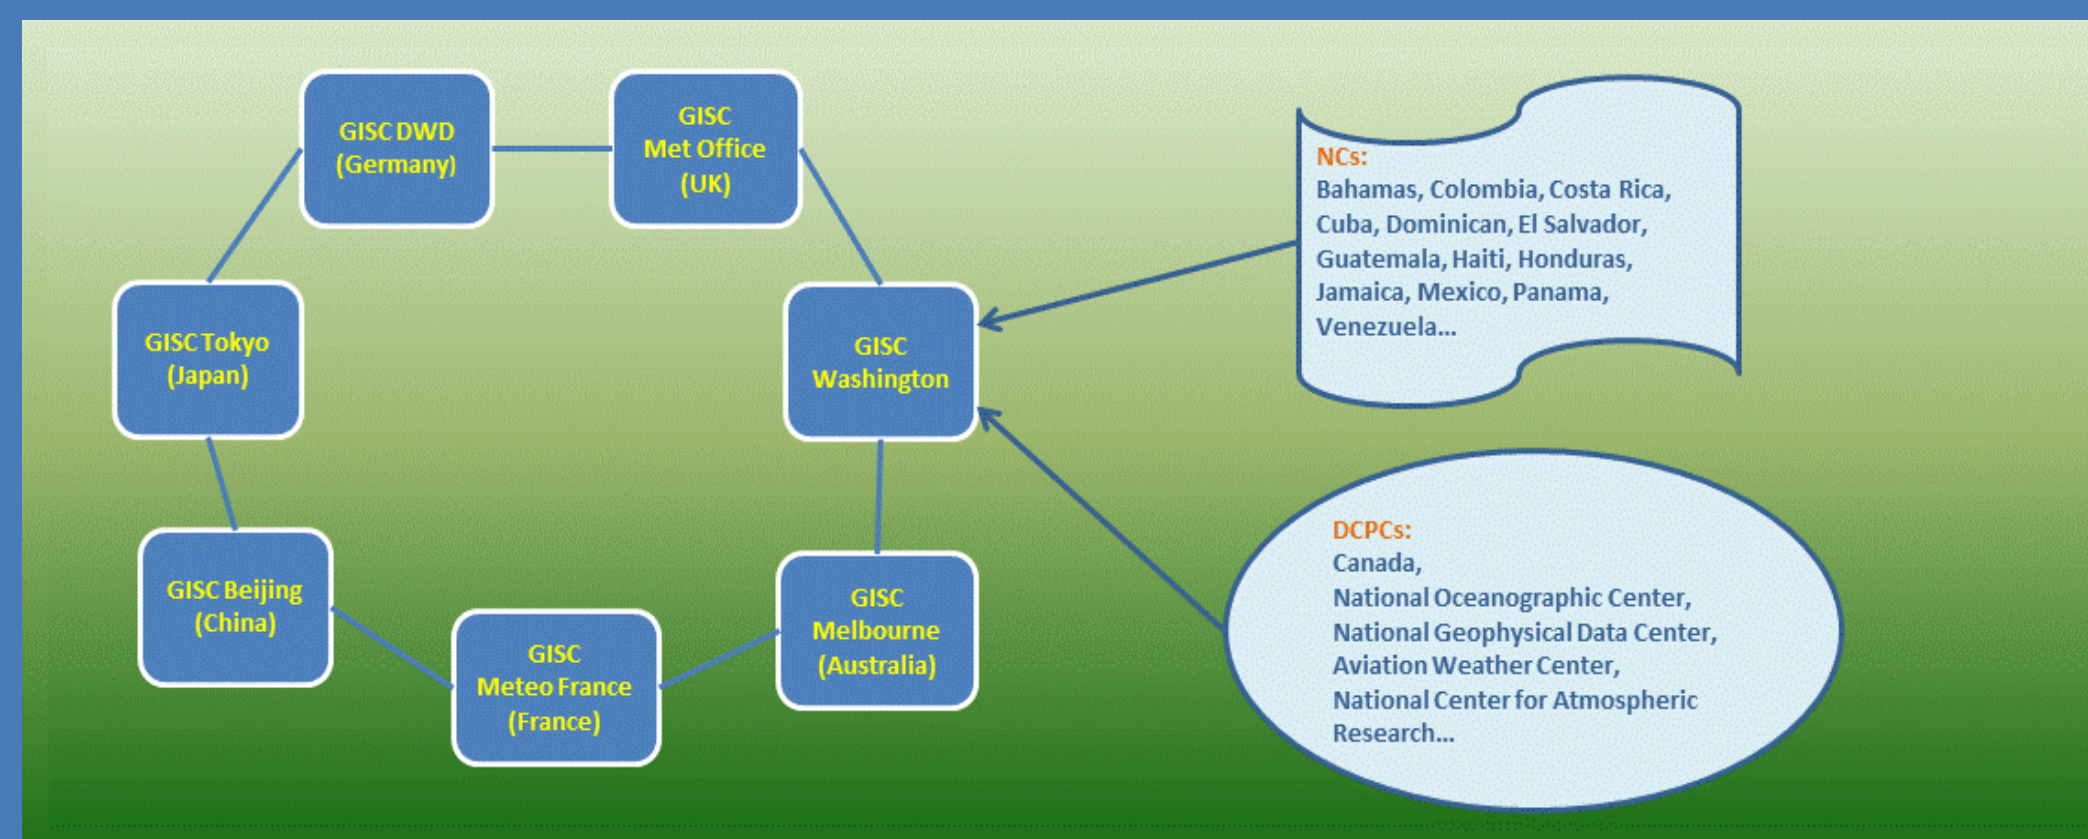 GISC DWD
(Germany)
GISC
Met Office
(UK)
GISC Tokyo
(Japan)
GISC
Washington
GISC Beijing
(China)
GISC
Meteo France
(France)
GISC
Melbourne
(Australia)
NCs:
Bahamas, Colombia, Costa Rica,
Cuba, Dominican, El Salvador,
Guatemala, Haiti, Honduras,
Jamaica, Mexico, Panama,
Venezuela...
DCPCs:
Canada,
National Oceanographic Center,
National Geophysical Data Center,
Aviation Weather Center,
National Center for Atmospheric
Research...